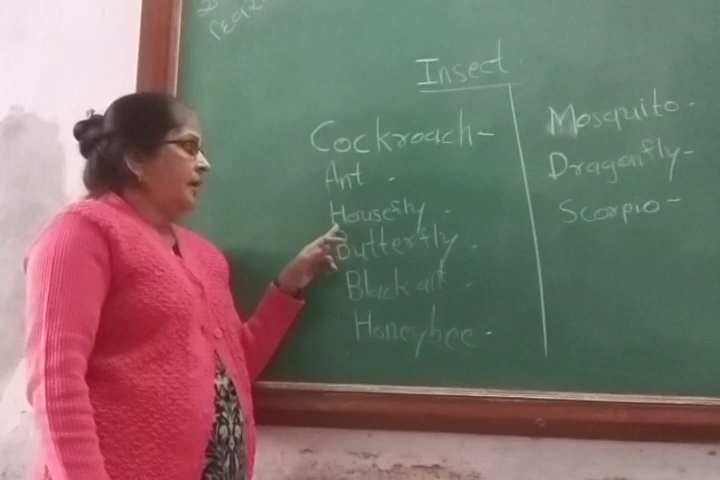 Insect
Cockroach-
Ant -
Housefly -
Butterfly -
Black ant -
Honeybee -
Mosquito -
Dragonfly-
Scorpio-